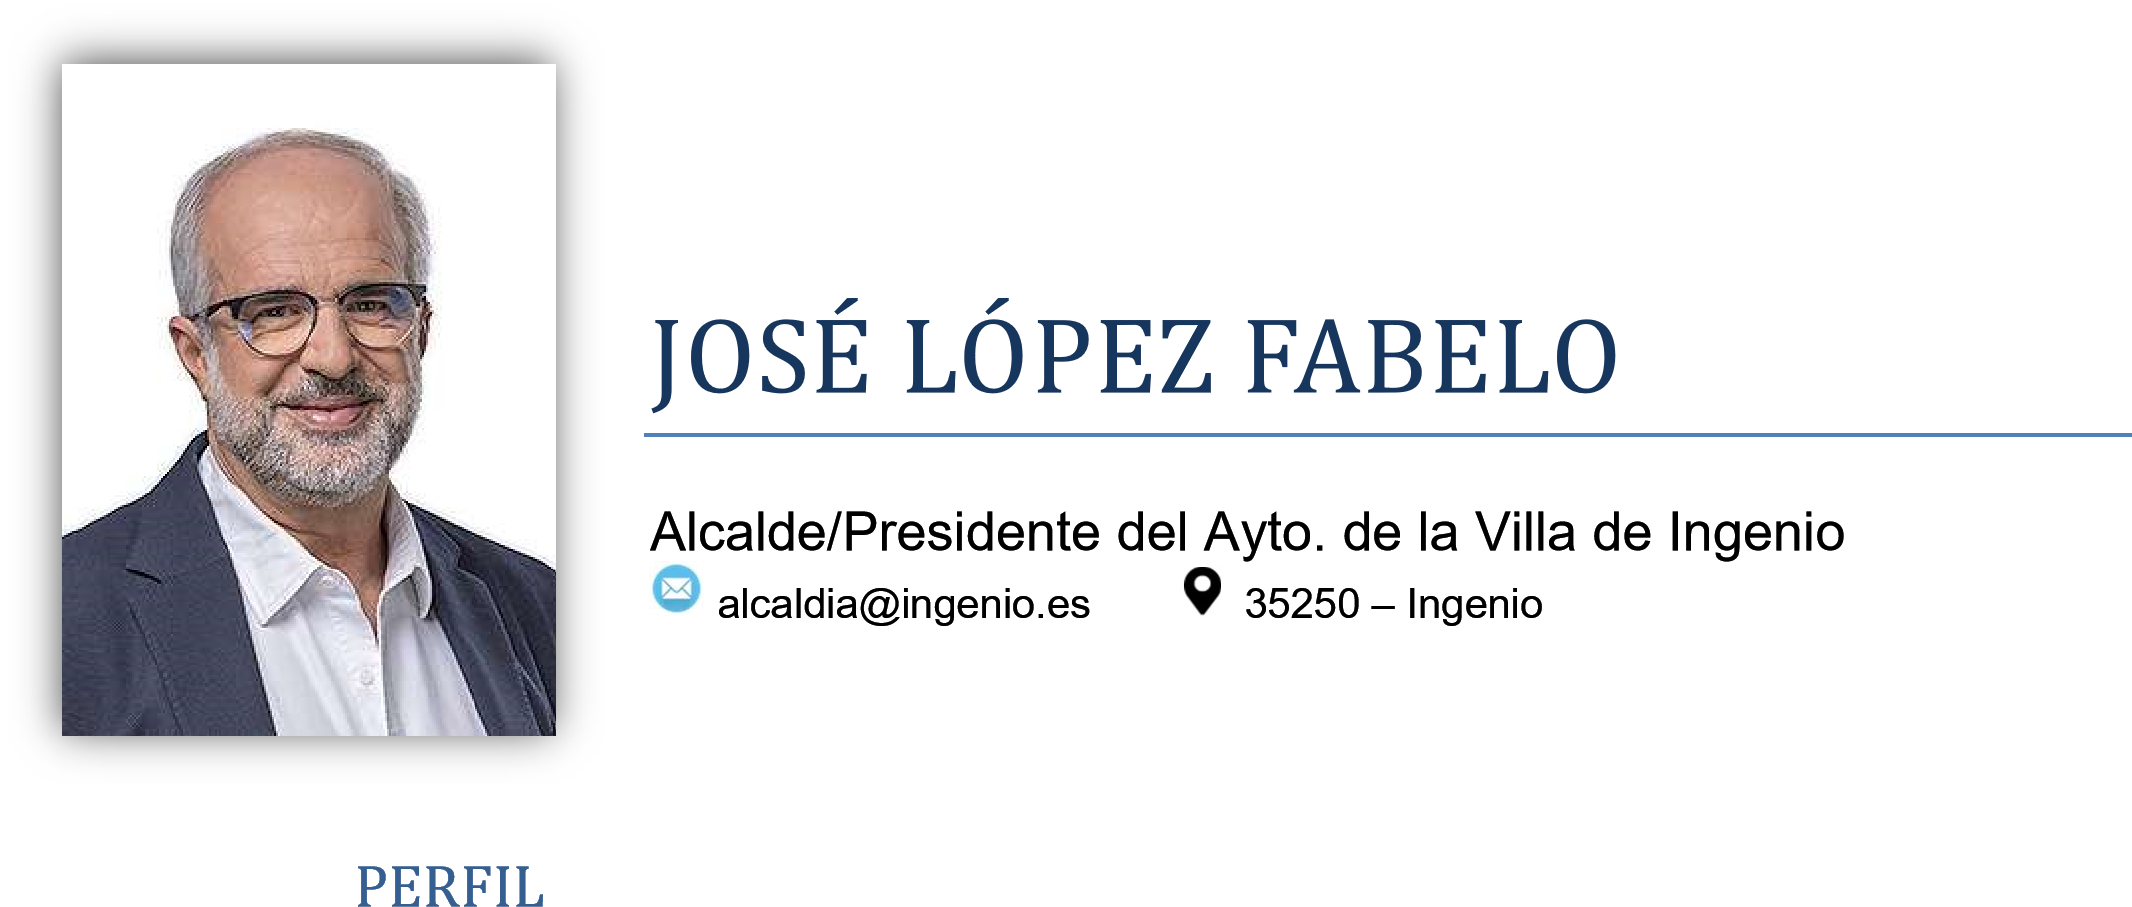 JOSÉ LÓPEZ FABELO
Alcalde/Presidente del Ayto. de la Villa de Ingenio
alcaldia@ingenio.es 35250 – Ingenio
PERFIL